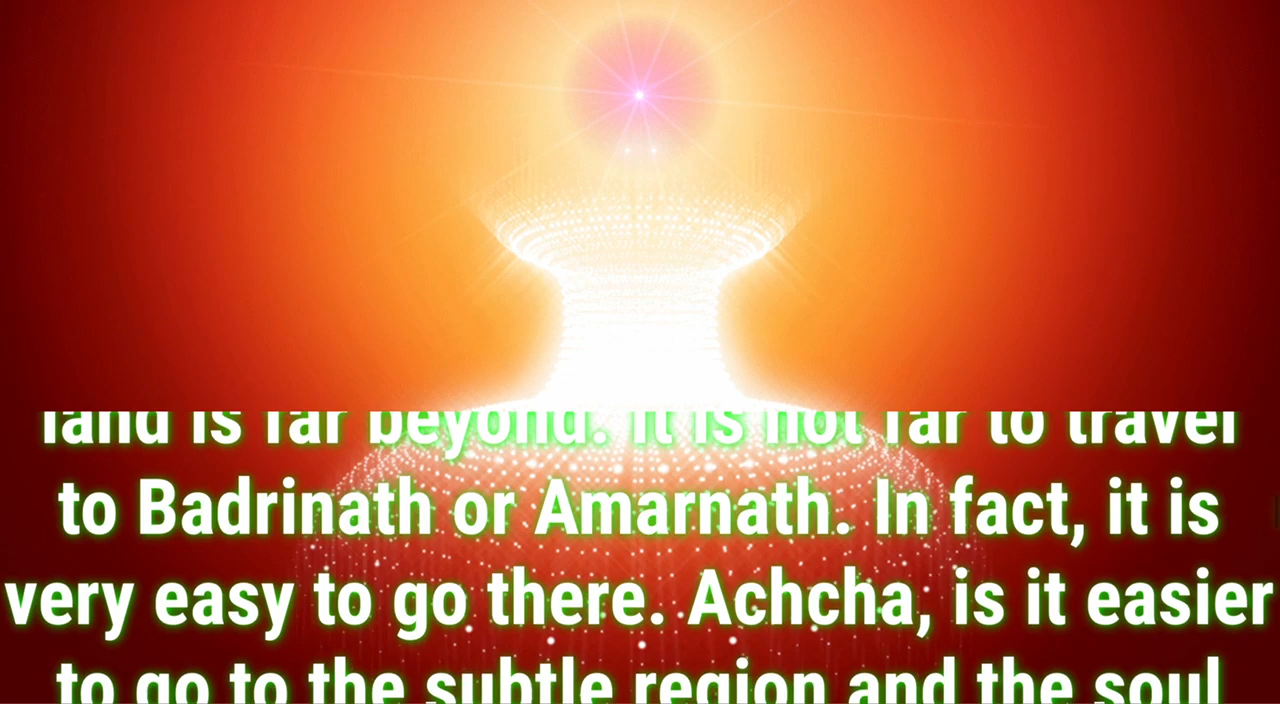 land is far beyond. It is not far to travel
to Badrinath or Amarnath. In fact, it is
very easy to go there. Achcha, is it easier
to go to the subtle region and the soul